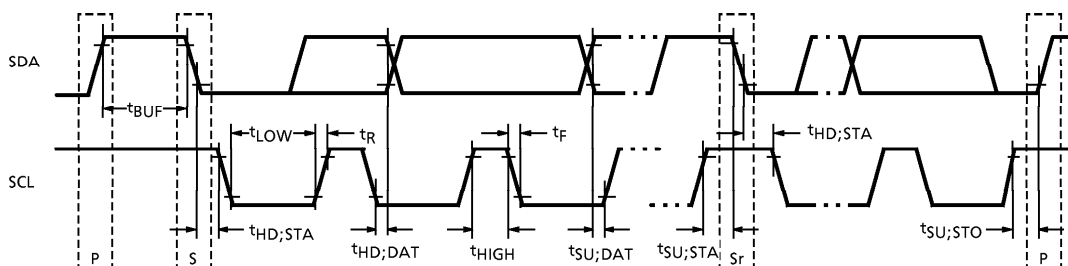 SDA
tBUF
tLOW
tR
tF
tHD;STA
SCL
tHD;STA
tHD;DAT
tHIGH
tSU;DAT
tSU;STA
tSU;STO
P
S
Sr
P